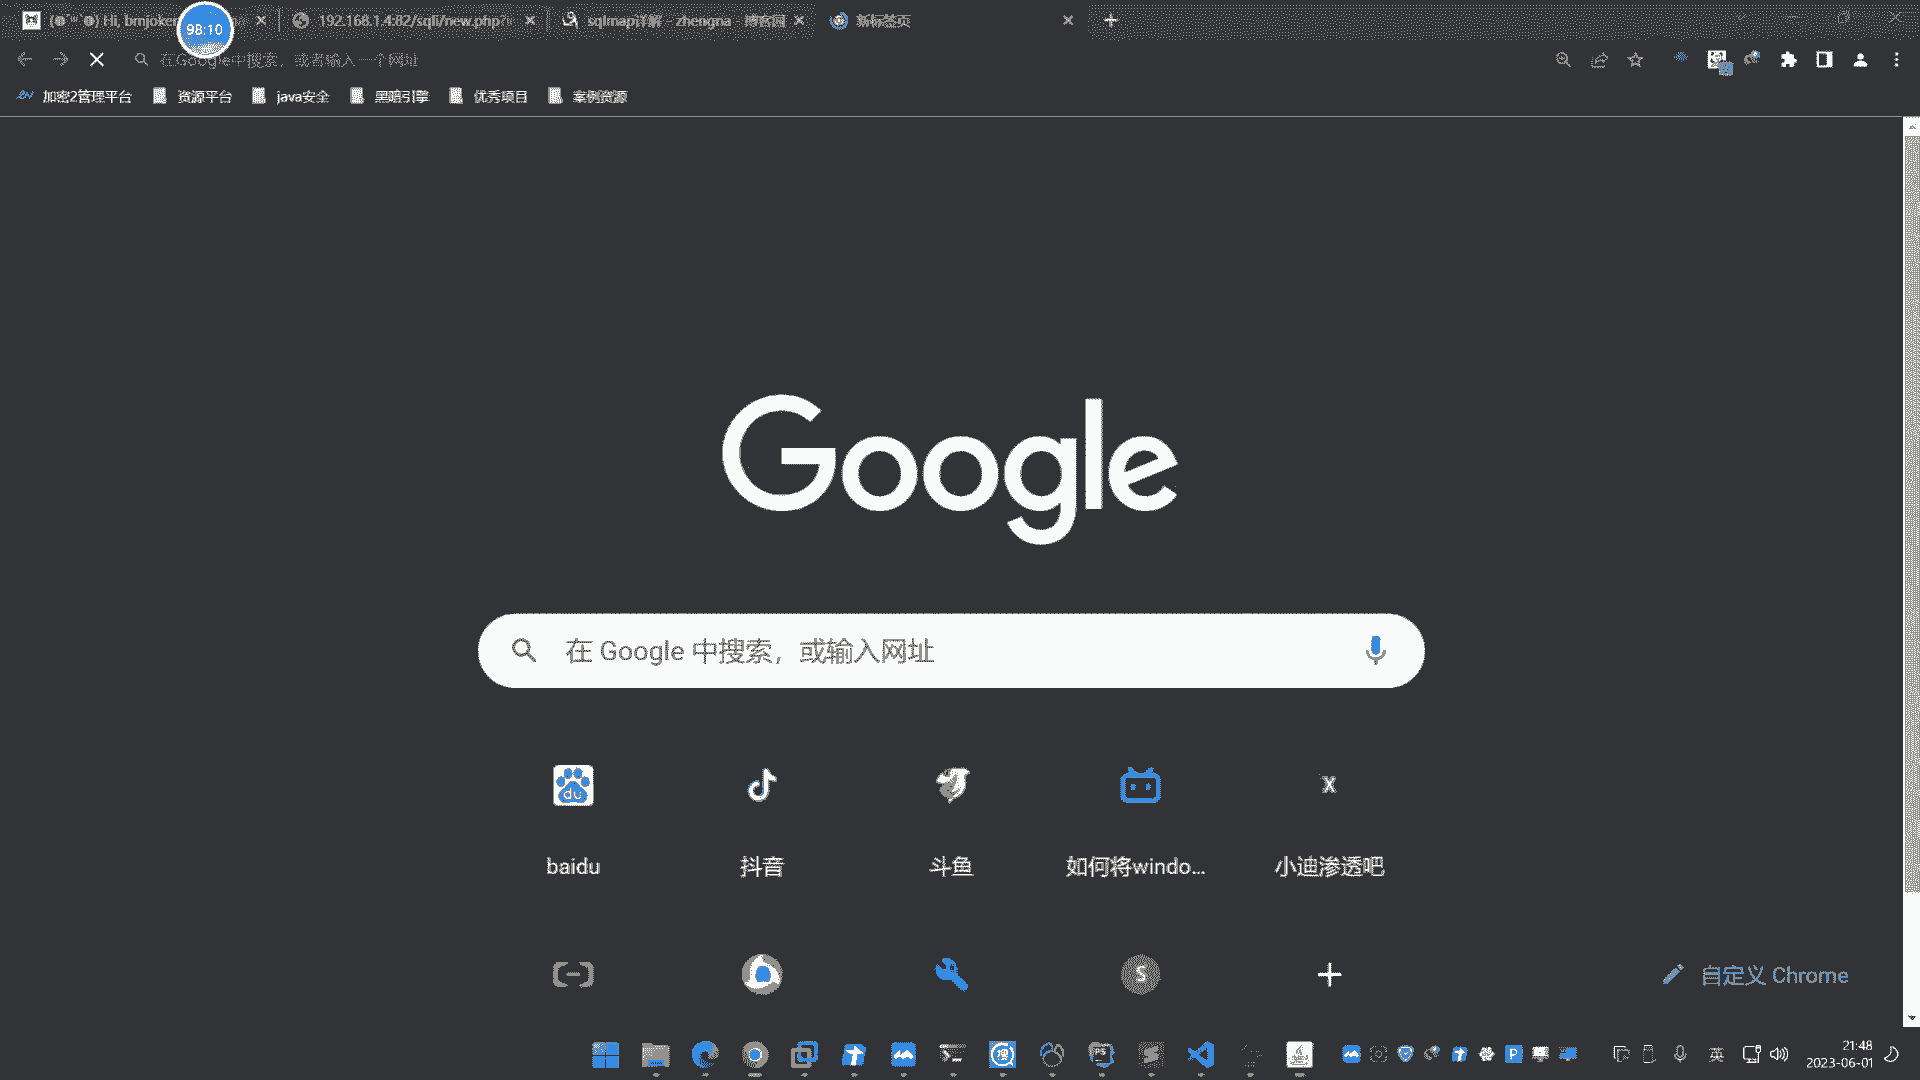 Hi, bmjoker
98:10
192.168.1.4:82/sqli/new.php?
sqlmap详解 - zhengna - 博客园
新标签页
在Google中搜索，或者输入一个网址
加密2管理平台
资源平台
java安全
黑暗引擎
优秀项目
案例资源
Google
在 Google 中搜索，或输入网址
baidu
抖音
斗鱼
如何将windo...
小迪渗透吧
S
自定义 Chrome
英
21:48
2023-06-01